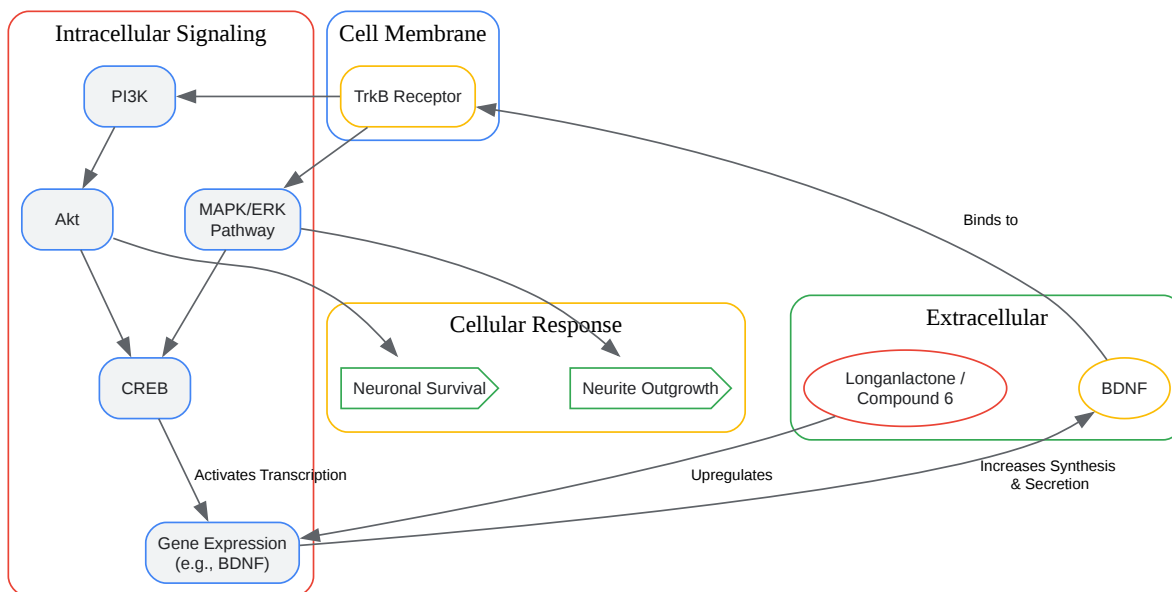 Intracellular Signaling
Cell Membrane
PI3K
TrkB Receptor
Akt
MAPK/ERK
Pathway
Binds to
Cellular Response
Extracellular
CREB
Neuronal Survival
Neurite Outgrowth
Longanlactone /
Compound 6
BDNF
Activates Transcription
Upregulates
Increases Synthesis
& Secretion
Gene Expression
(e.g., BDNF)